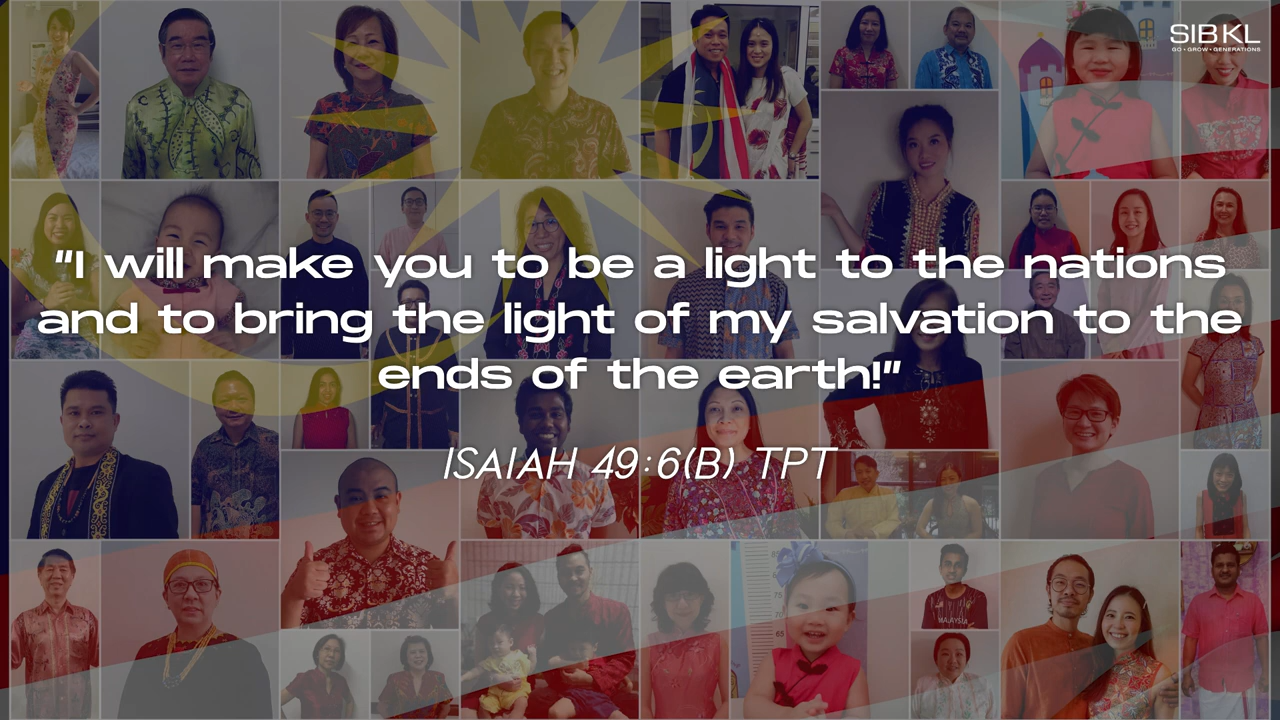 SIBKL
GO • GROW • GENERATIONS
“I will make you to be a light to the nations
and to bring the light of my salvation to the
ends of the earth!”
ISAIAH 49:6(B) TPT
MALAYSIA